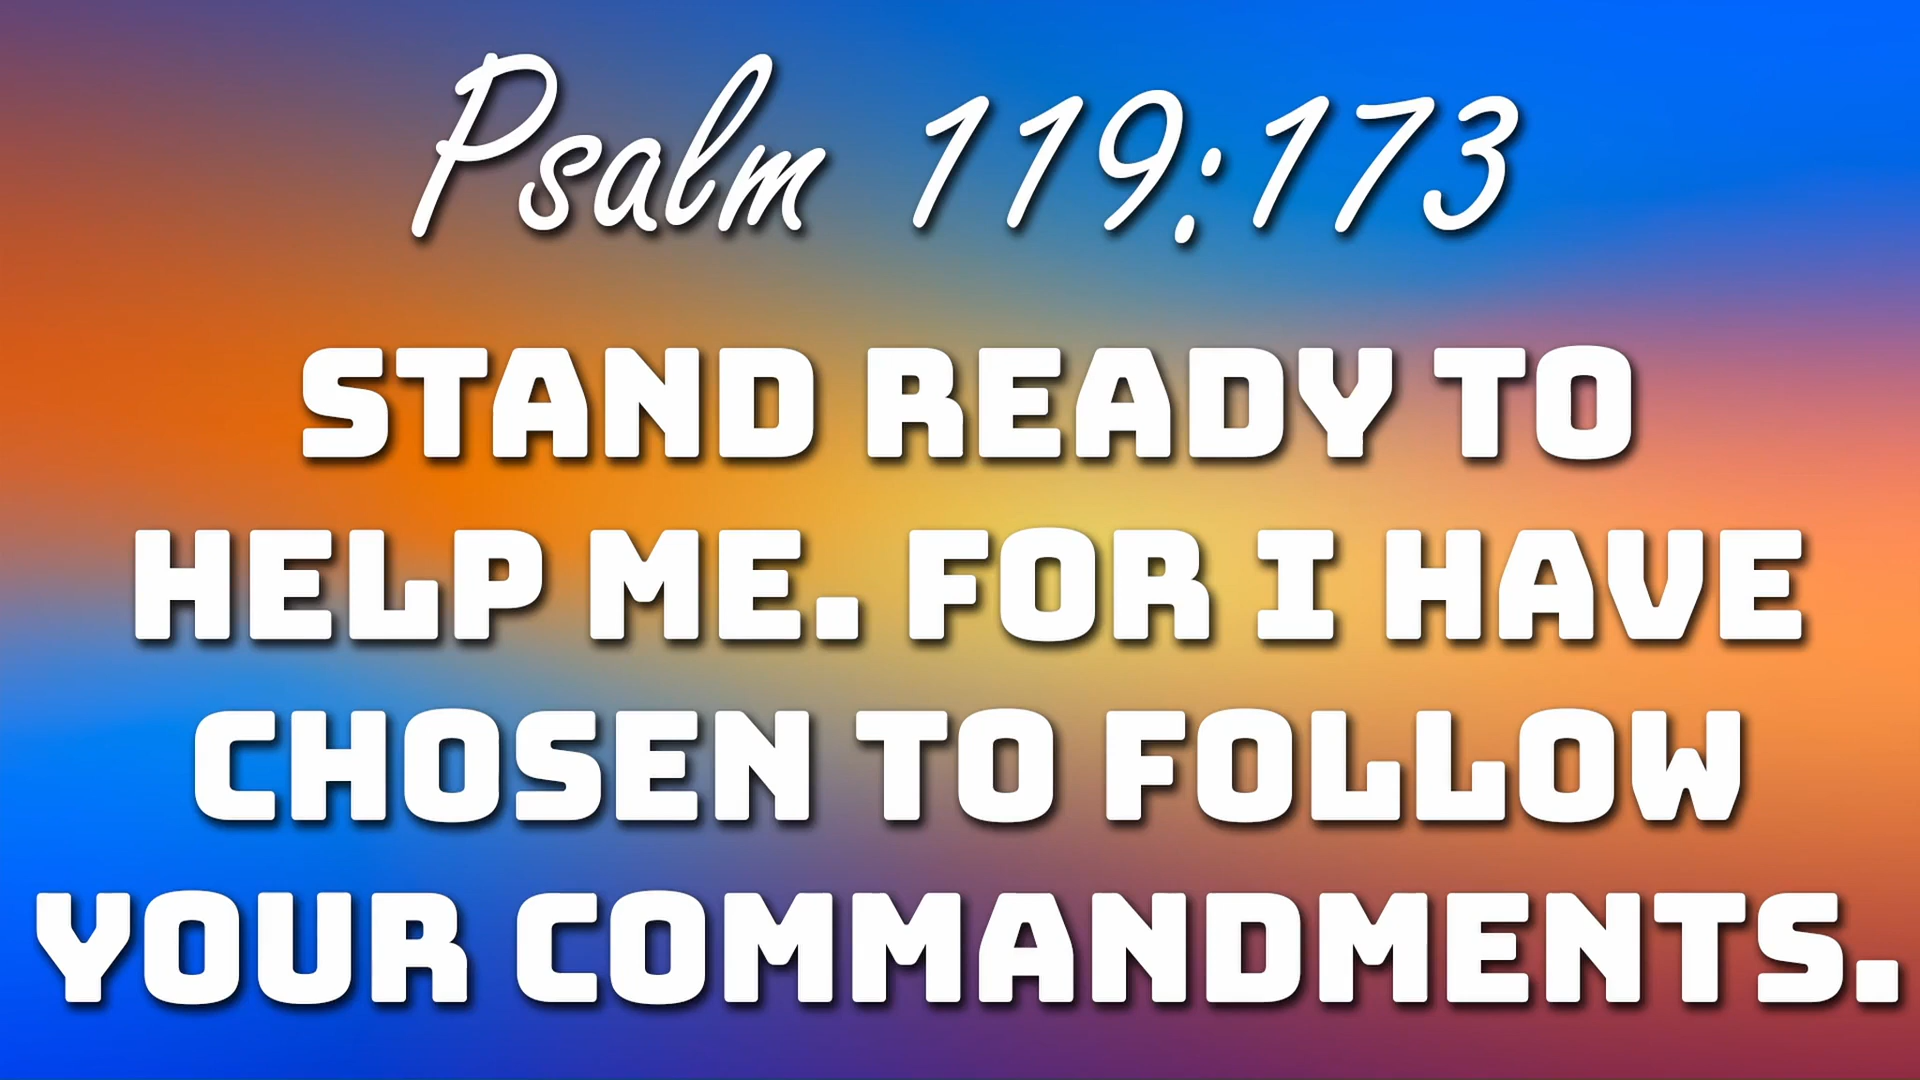 Psalm 119:173
STAND READY TO
HELP ME. FOR I HAVE
CHOSEN TO FOLLOW
YOUR COMMANDMENTS.